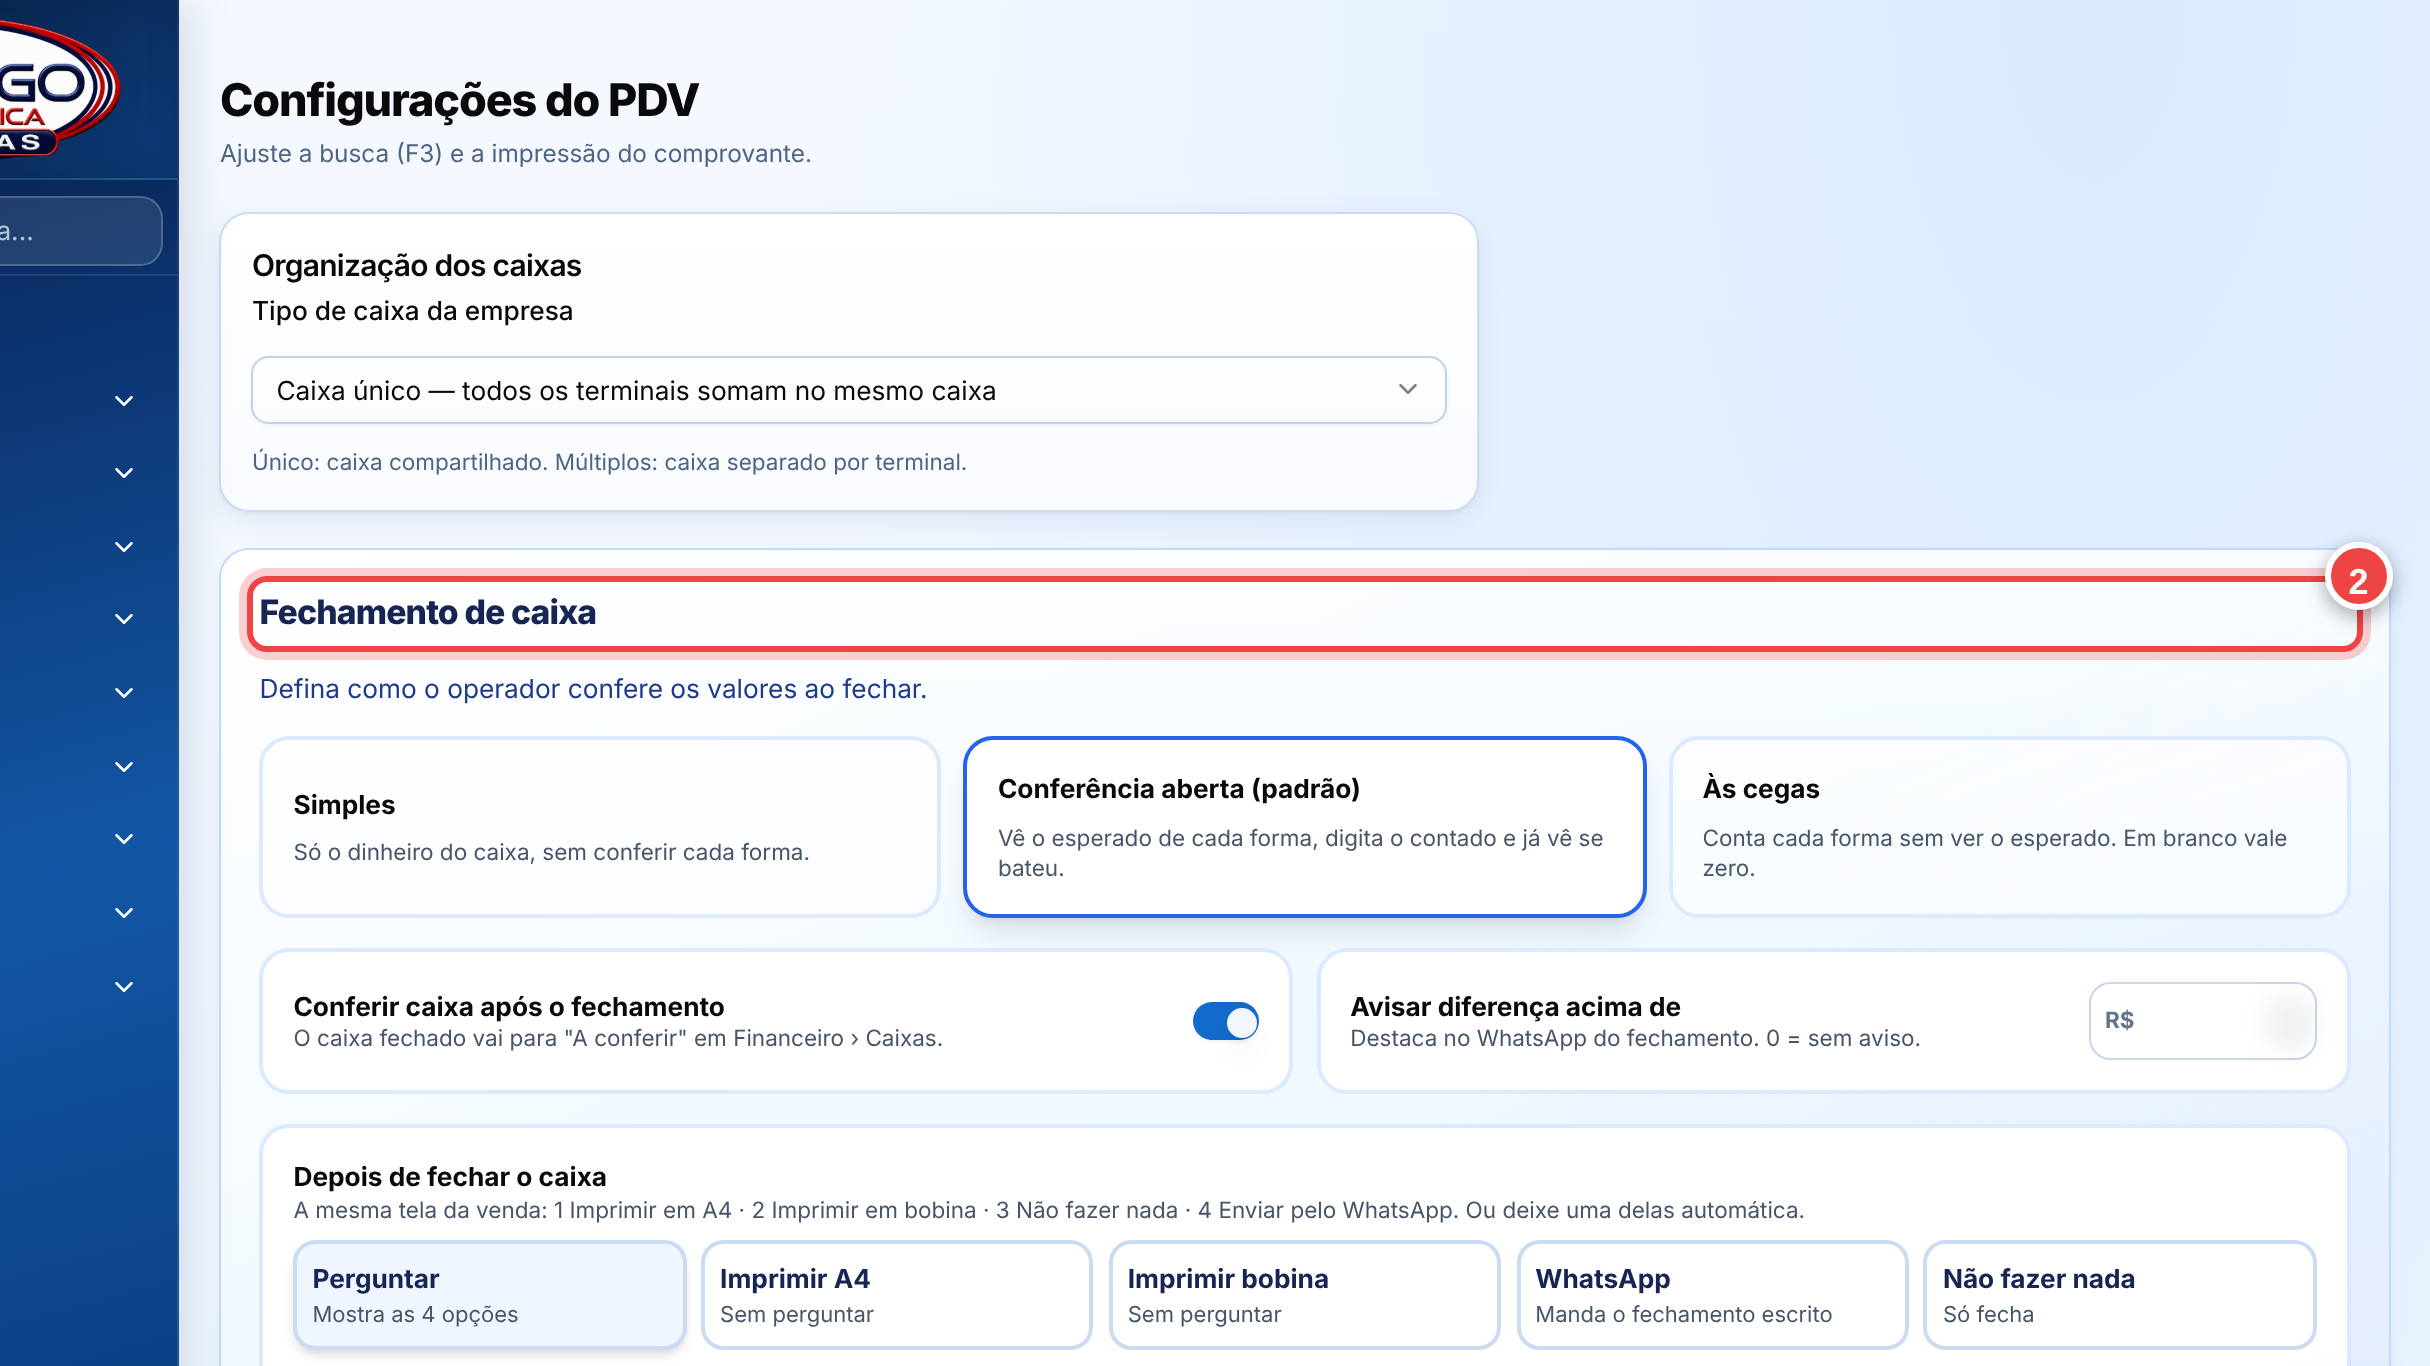 GO
ICA
AS
a...
Configurações do PDV
Ajuste a busca (F3) e a impressão do comprovante.
Organização dos caixas
Tipo de caixa da empresa
Caixa único — todos os terminais somam no mesmo caixa
Único: caixa compartilhado. Múltiplos: caixa separado por terminal.
2
Fechamento de caixa
Defina como o operador confere os valores ao fechar.
Simples
Só o dinheiro do caixa, sem conferir cada forma.
Conferência aberta (padrão)
Vê o esperado de cada forma, digita o contado e já vê se
bateu.
Às cegas
Conta cada forma sem ver o esperado. Em branco vale
zero.
Conferir caixa após o fechamento
O caixa fechado vai para "A conferir" em Financeiro › Caixas.
Avisar diferença acima de
Destaca no WhatsApp do fechamento. 0 = sem aviso.
R$
Depois de fechar o caixa
A mesma tela da venda: 1 Imprimir em A4 · 2 Imprimir em bobina · 3 Não fazer nada · 4 Enviar pelo WhatsApp. Ou deixe uma delas automática.
Perguntar
Mostra as 4 opções
Imprimir A4
Sem perguntar
Imprimir bobina
Sem perguntar
WhatsApp
Manda o fechamento escrito
Não fazer nada
Só fecha